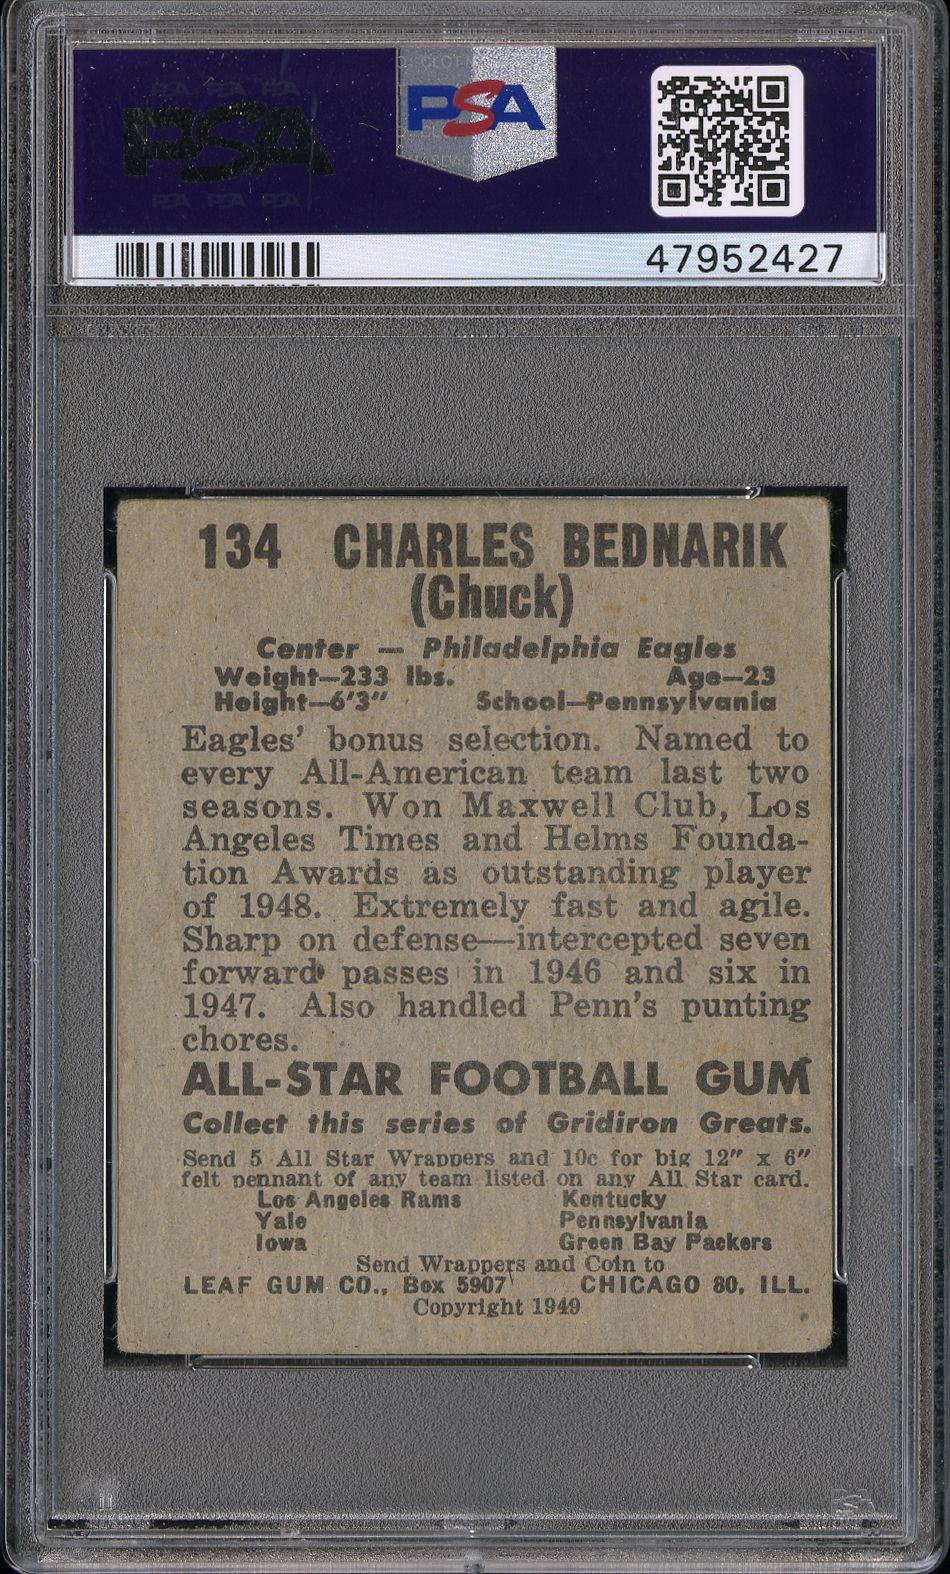 PSA
PSA
47952427
134 CHARLES BEDNARIK
(Chuck)
Center — Philadelphia Eagles
Weight—233 lbs. Age—23
Height—6'3" School—Pennsylvania
Eagles' bonus selection. Named to
every All-American team last two
seasons. Won Maxwell Club, Los
Angeles Times and Helms Founda-
tion Awards as outstanding player
of 1948. Extremely fast and agile.
Sharp on defense—intercepted seven
forward passes in 1946 and six in
1947. Also handled Penn's punting
chores.
ALL-STAR FOOTBALL GUM
Collect this series of Gridiron Greats.
Send 5 All Star Wrappers and 10c for big 12" x 6"
felt pennant of any team listed on any All Star card.
Los Angeles Rams Kentucky
Yale Pennsylvania
Iowa Green Bay Packers
Send Wrappers and Coin to
LEAF GUM CO., Box 5907 CHICAGO 80, ILL.
Copyright 1949